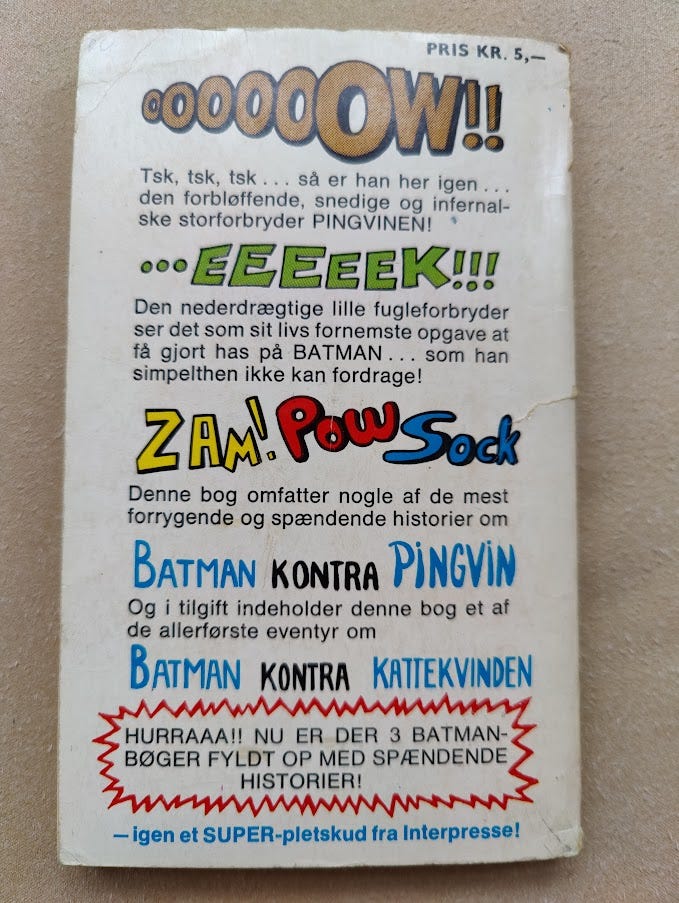 PRIS KR. 5,—
OOOOOOOW!!
Tsk, tsk, tsk... så er han her igen...
den forbløffende, snedige og infernal-
ske storforbryder PINGVINEN!
...EEEEEEK!!!
Den nederdrægtige lille fugleforbryder
ser det som sit livs fornemste opgave at
få gjort has på BATMAN... som han
simpelthen ikke kan fordrage!
ZAM! POW SOCK
Denne bog omfatter nogle af de mest
forrygende og spændende historier om
BATMAN KONTRA PINGVIN
Og i tilgift indeholder denne bog et af
de allerførste eventyr om
BATMAN KONTRA KATTEKVINDEN
HURRAAA!! NU ER DER 3 BATMAN-
BØGER FYLDT OP MED SPÆNDENDE
HISTORIER!
—igen et SUPER-pletskud fra Interpresse!